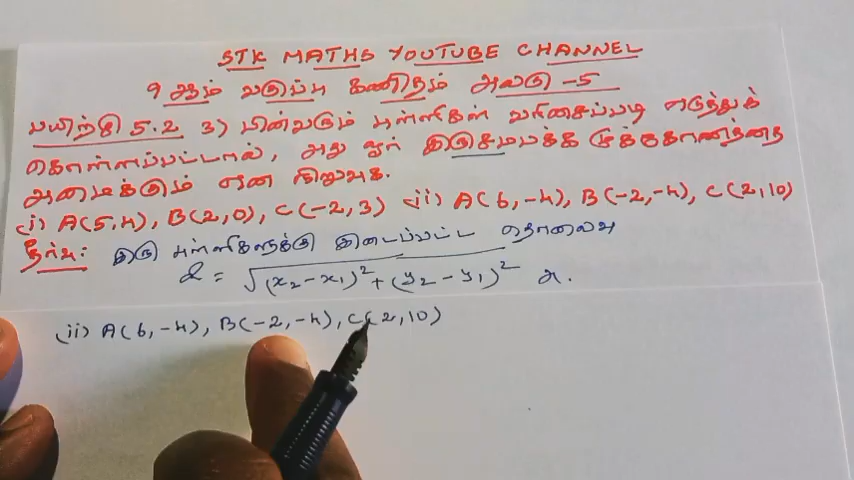 STK MATHS YOUTUBE CHANNEL
9 ஆம் வகுப்பு கணிதம் அலகு -5
பயிற்சி 5.2 3) பின்வரும் புள்ளிகள் வரிசைப்படி எடுத்துக்
கொள்ளப்பட்டால், அது ஓர் இருசமபக்க முக்கோணத்தை
அமைக்கும் என நிறுவுக.
(i) A(5,4), B(2,0), C(-2,3) (ii) A(6,-4), B(-2,-4), C(2,10)
தீர்வு: இரு புள்ளிகளுக்கு இடைப்பட்ட தொலைவு
d = √(x₂-x₁)²+(y₂-y₁)² அ.
(ii) A(6,-4), B(-2,-4), C(2,10)